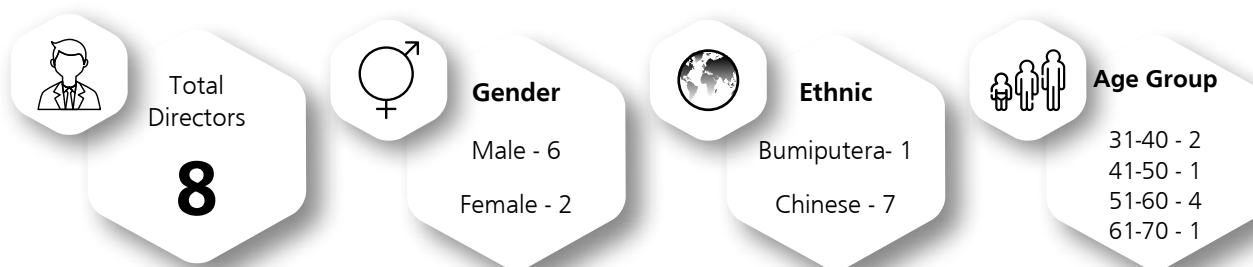 Total
Directors
8
Gender
Male - 6
Female - 2
Ethnic
Bumiputera- 1
Chinese - 7
Age Group
31-40 - 2
41-50 - 1
51-60 - 4
61-70 - 1